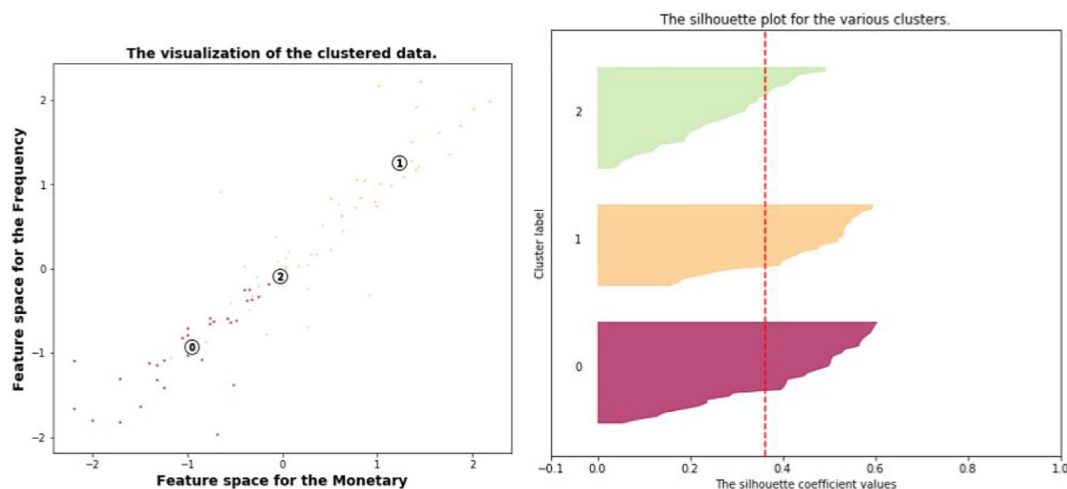 The visualization of the clustered data.
Feature space for the Frequency
2
1
0
−1
−2
1
2
0
−2 −1 0 1 2
Feature space for the Monetary
The silhouette plot for the various clusters.
Cluster label
2
1
0
−0.1 0.0 0.2 0.4 0.6 0.8 1.0
The silhouette coefficient values